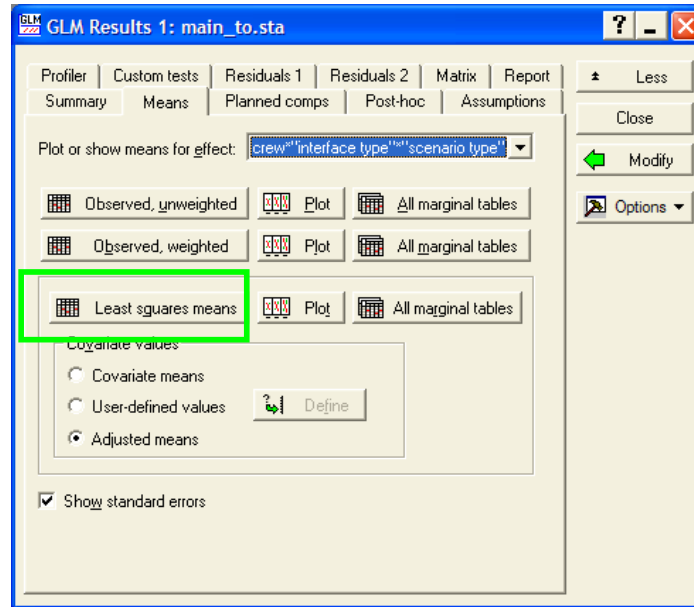 GLM Results 1: main_to.sta
Profiler Custom tests Residuals 1 Residuals 2 Matrix Report
Summary Means Planned comps Post-hoc Assumptions
Less
Close
Modify
Options
Plot or show means for effect: crew*"interface type"*"scenario type"
Observed, unweighted Plot All marginal tables
Observed, weighted Plot All marginal tables
Least squares means Plot All marginal tables
Covariate values
Covariate means
User-defined values Define
Adjusted means
Show standard errors